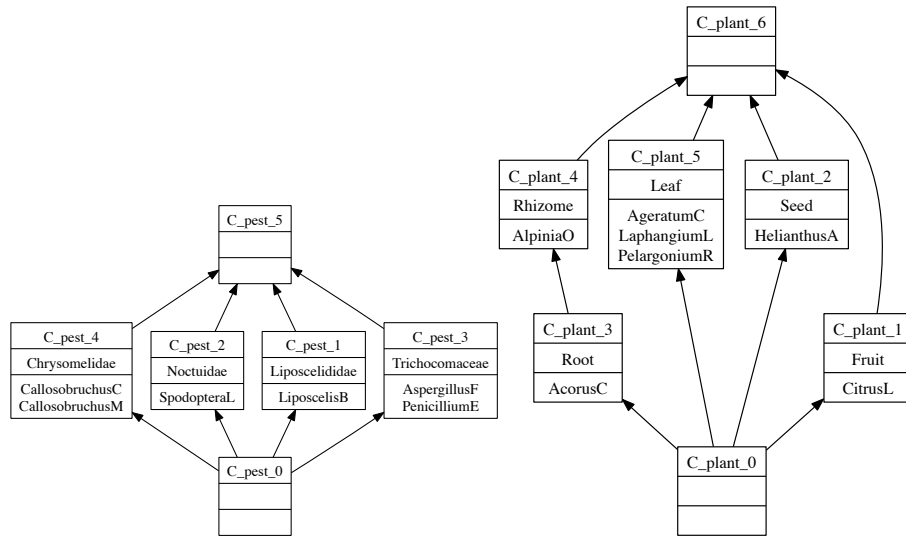 C_pest_5
C_pest_4
Chrysomelidae
CallosobruchusC
CallosobruchusM
C_pest_2
Noctuidae
SpodopteraL
C_pest_1
Liposcelididae
LiposcelisB
C_pest_3
Trichocomaceae
AspergillusF
PenicilliumE
C_pest_0
C_plant_6
C_plant_4
Rhizome
AlpiniaO
C_plant_5
Leaf
AgeratumC
LaphangiumL
PelargoniumR
C_plant_2
Seed
HelianthusA
C_plant_3
Root
AcorusC
C_plant_1
Fruit
CitrusL
C_plant_0